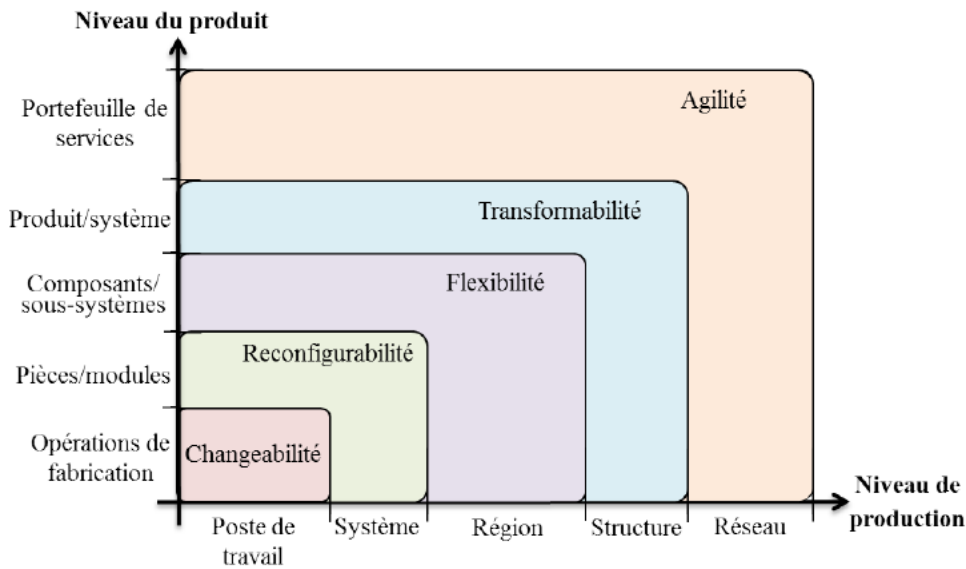 Niveau du produit
Portefeuille de
services
Agilité
Produit/système
Transformabilité
Composants/
sous-systèmes
Flexibilité
Pièces/modules
Reconfigurabilité
Opérations de
fabrication
Changeabilité
Poste de
travail
Système
Région
Structure
Réseau
Niveau de
production